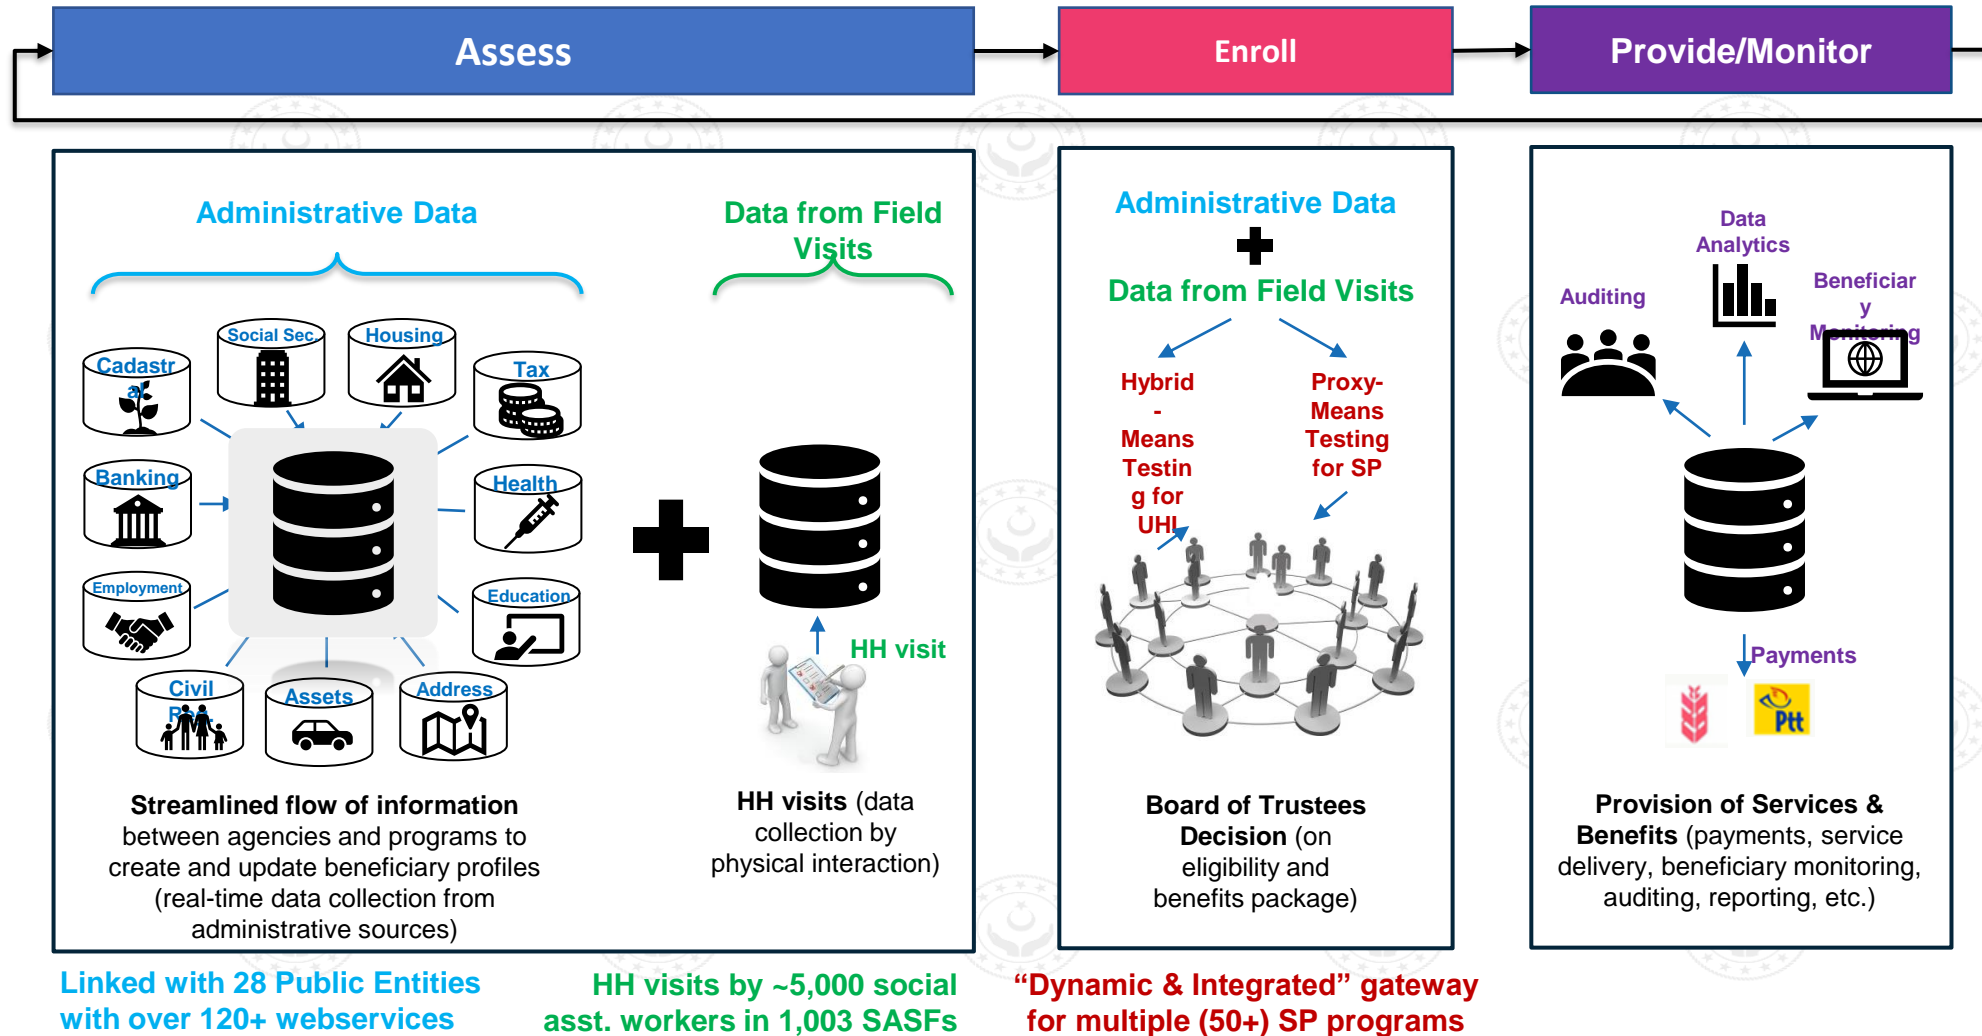 Assess
Enroll
Provide/Monitor
Administrative Data
Data from Field
Visits
Social Sec.
Housing
Cadastr
al
Tax
Banking
Health
Employment
Education
Civil
Reg.
Assets
Address
HH visit
Streamlined flow of information
between agencies and programs to
create and update beneficiary profiles
(real-time data collection from
administrative sources)
HH visits (data
collection by
physical interaction)
Administrative Data
Data from Field Visits
Hybrid
-
Means
Testin
g for
UHI
Proxy-
Means
Testing
for SP
Board of Trustees
Decision (on
eligibility and
benefits package)
Data
Analytics
Auditing
Beneficiar
y
Monitoring
Payments
Ptt
Provision of Services &
Benefits (payments, service
delivery, beneficiary monitoring,
auditing, reporting, etc.)
Linked with 28 Public Entities
with over 120+ webservices
HH visits by ~5,000 social
asst. workers in 1,003 SASFs
“Dynamic & Integrated” gateway
for multiple (50+) SP programs